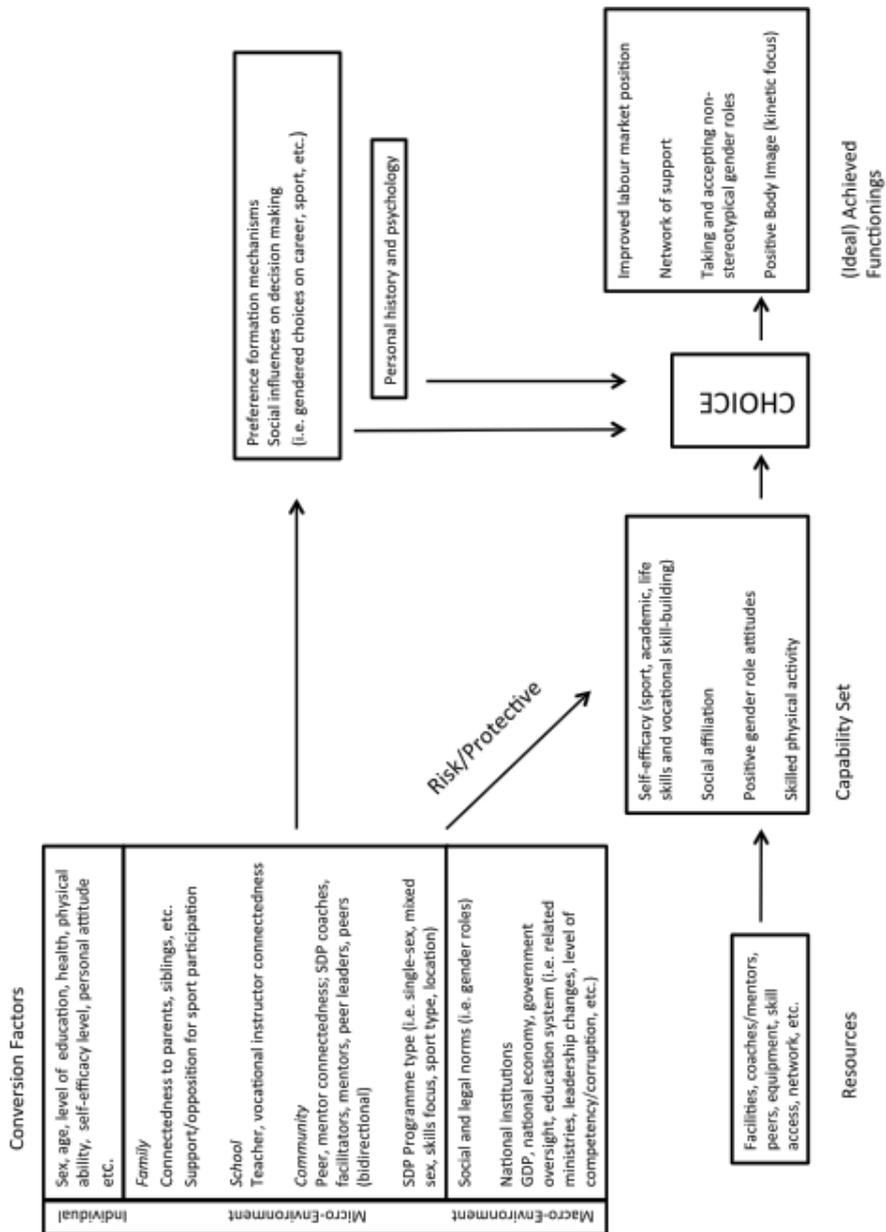 Conversion Factors
Individual
Sex, age, level of education, health, physical
ability, self-efficacy level, personal attitude
etc.
Micro-Environment
Family
Connectedness to parents, siblings, etc.
Support/opposition for sport participation
School
Teacher, vocational instructor connectedness
Community
Peer, mentor connectedness; SDP coaches,
facilitators, mentors, peer leaders, peers
(bidirectional)
SDP Programme type (i.e. single-sex, mixed
sex, skills focus, sport type, location)
Macro-Environment
Social and legal norms (i.e. gender roles)
National institutions
GDP, national economy, government
oversight, education system (i.e. related
ministries, leadership changes, level of
competency/corruption, etc.)
Preference formation mechanisms
Social influences on decision making
(i.e. gendered choices on career, sport, etc.)
Personal history and psychology
Risk/Protective
Facilities, coaches/mentors,
peers, equipment, skill
access, network, etc.
Resources
Self-efficacy (sport, academic, life
skills and vocational skill-building)
Social affiliation
Positive gender role attitudes
Skilled physical activity
Capability Set
CHOICE
Improved labour market position
Network of support
Taking and accepting non-
stereotypical gender roles
Positive Body Image (kinetic focus)
(Ideal) Achieved
Functionings